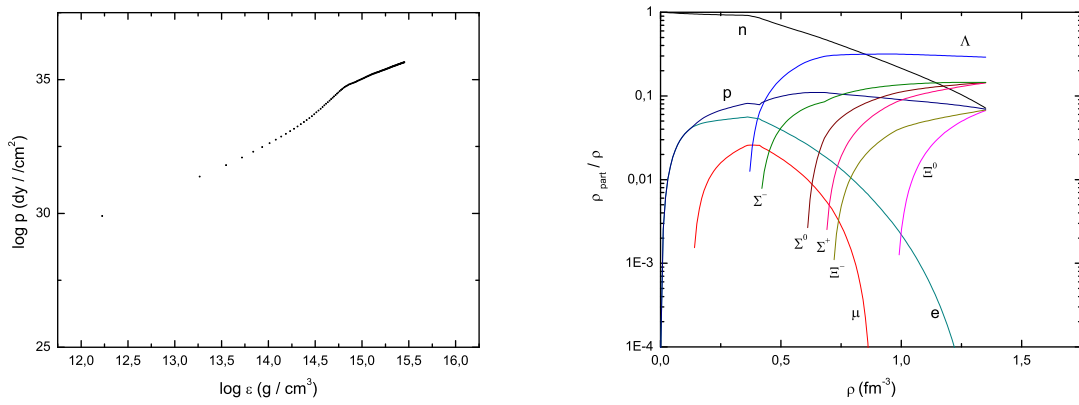 35
30
25
12,0 12,5 13,0 13,5 14,0 14,5 15,0 15,5 16,0
log p (dy / /cm²)
log ε (g / cm³)
1
0,1
0,01
1E-3
1E-4
0,0 0,5 1,0 1,5
ρ part / ρ
ρ (fm⁻³)
n
Λ
p
Σ⁻
Σ⁰
Σ⁺
Ξ⁻
Ξ⁰
μ
e